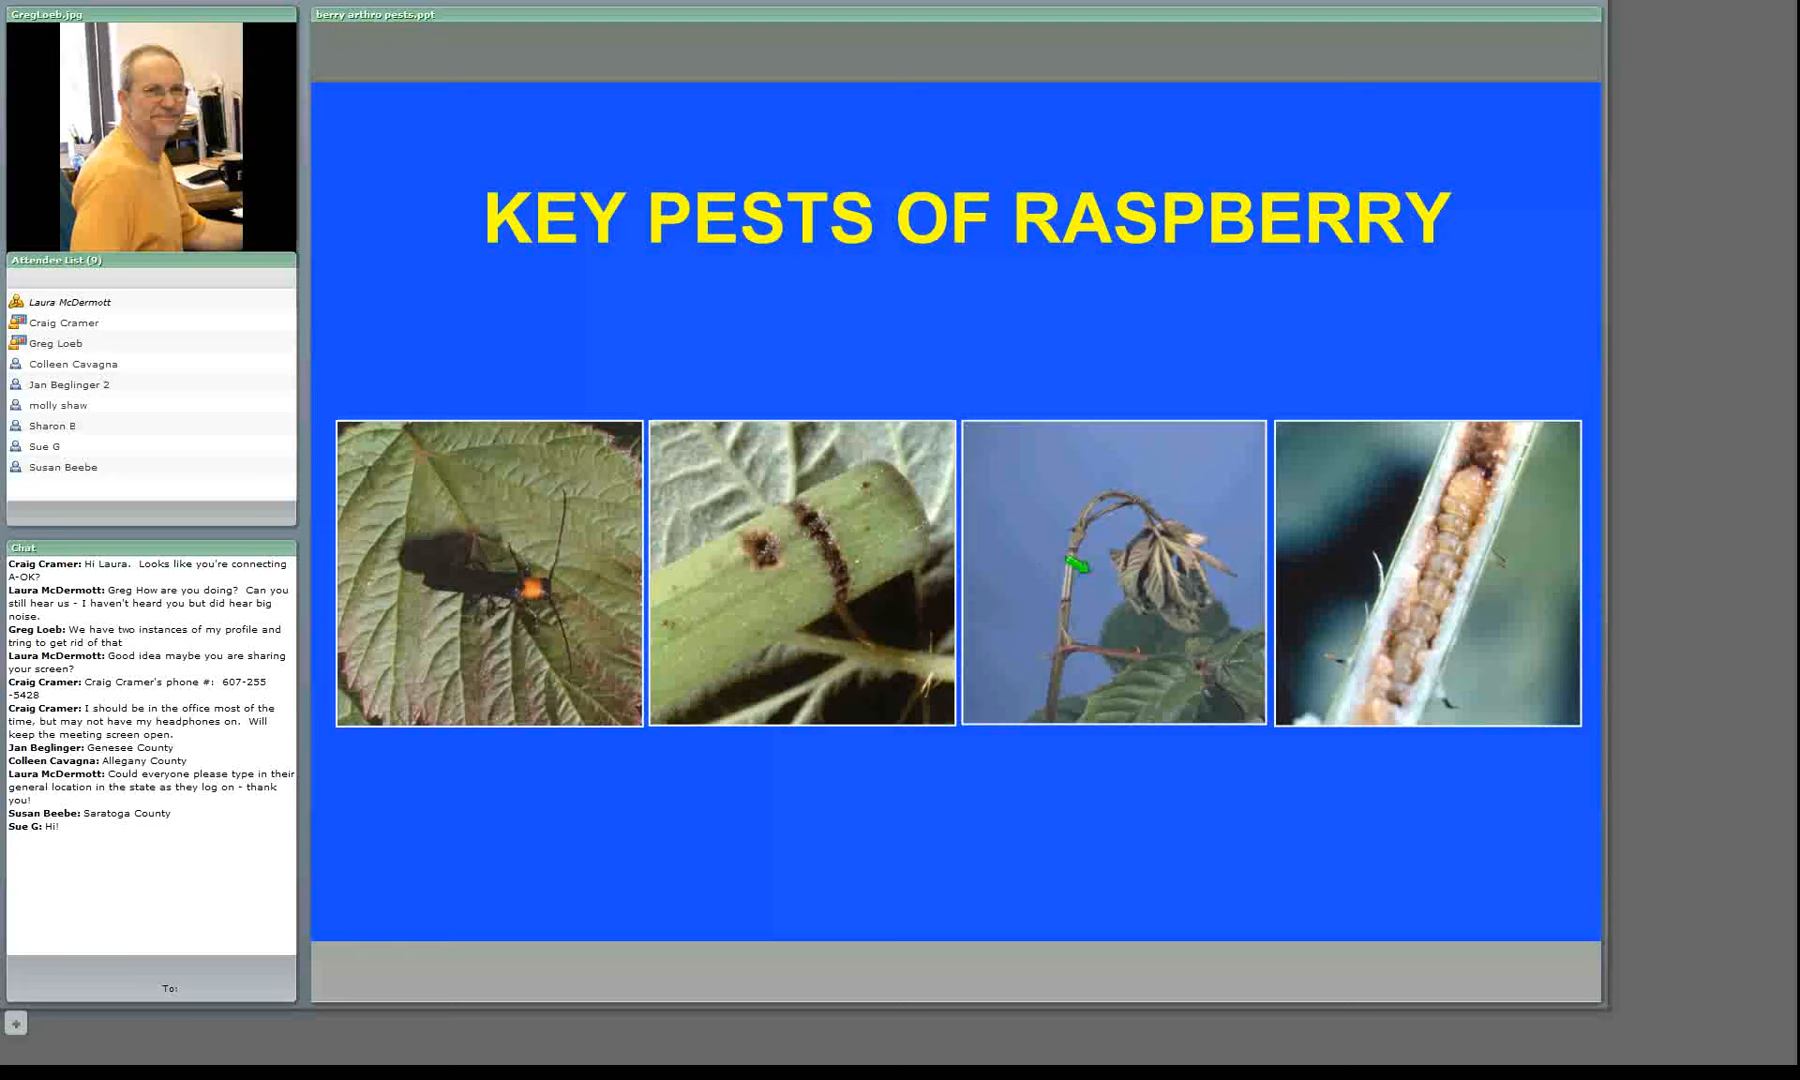 GregLoeb.jpg
berry arthro pests.ppt
KEY PESTS OF RASPBERRY
Attendee List (9)
Laura McDermott
Craig Cramer
Greg Loeb
Colleen Cavagna
Jan Beglinger 2
molly shaw
Sharon B
Sue G
Susan Beebe
Chat
Craig Cramer: Hi Laura. Looks like you're connecting
A-OK?
Laura McDermott: Greg How are you doing? Can you
still hear us - I haven't heard you but did hear big
noise.
Greg Loeb: We have two instances of my profile and
tring to get rid of that
Laura McDermott: Good idea maybe you are sharing
your screen?
Craig Cramer: Craig Cramer's phone #: 607-255
-5428
Craig Cramer: I should be in the office most of the
time, but may not have my headphones on. Will
keep the meeting screen open.
Jan Beglinger: Genesee County
Colleen Cavagna: Allegany County
Laura McDermott: Could everyone please type in their
general location in the state as they log on - thank
you!
Susan Beebe: Saratoga County
Sue G: Hi!
To: